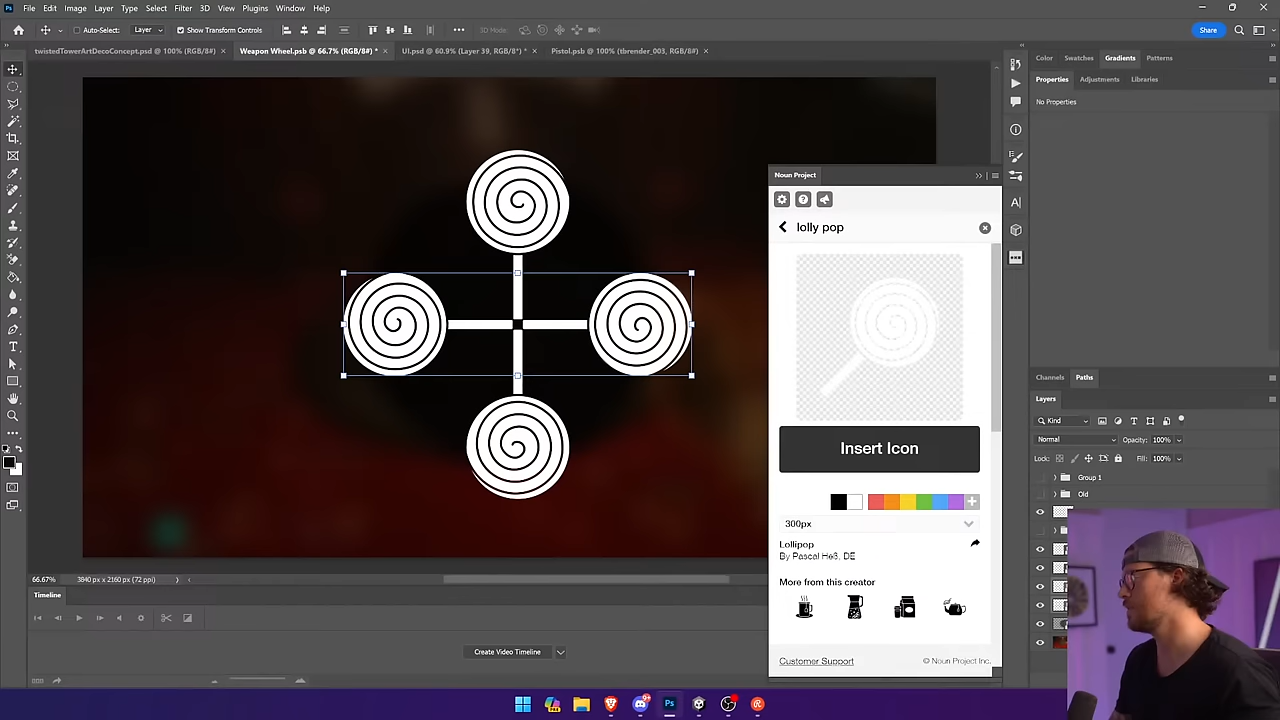 Ps File Edit Image Layer Type Select Filter 3D View Plugins Window Help
Auto-Select: Layer Show Transform Controls 3D Mode: Share
twistedTowerArtDecoConcept.psd @ 100% (RGB/8#) × Weapon Wheel.psb @ 66.7% (RGB/8#) * × UI.psd @ 60.9% (Layer 39, RGB/8*) * × Pistol.psb @ 100% (tbrender_003, RGB/8#) ×
Color Swatches Gradients Patterns
Properties Adjustments Libraries
No Properties
Noun Project
lolly pop
Insert Icon
300px
Lollipop
By Pascal Heß, DE
More from this creator
Customer Support © Noun Project Inc.
Channels Paths
Layers
Kind
Normal Opacity: 100%
Lock: Fill: 100%
Group 1
Old
66.67% 3840 px x 2160 px (72 ppi)
Timeline
Create Video Timeline
Ps